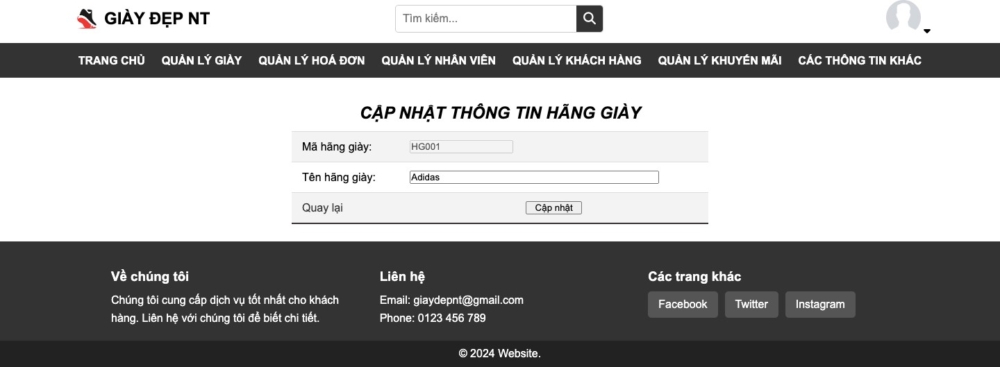 GIÀY ĐẸP NT
Tìm kiếm...
TRANG CHỦ QUẢN LÝ GIÀY QUẢN LÝ HOÁ ĐƠN QUẢN LÝ NHÂN VIÊN QUẢN LÝ KHÁCH HÀNG QUẢN LÝ KHUYẾN MÃI CÁC THÔNG TIN KHÁC
CẬP NHẬT THÔNG TIN HÃNG GIÀY
Mã hãng giày: HG001
Tên hãng giày: Adidas
Quay lại Cập nhật
Về chúng tôi
Chúng tôi cung cấp dịch vụ tốt nhất cho khách
hàng. Liên hệ với chúng tôi để biết chi tiết.
Liên hệ
Email: giaydepnt@gmail.com
Phone: 0123 456 789
Các trang khác
Facebook Twitter Instagram
© 2024 Website.